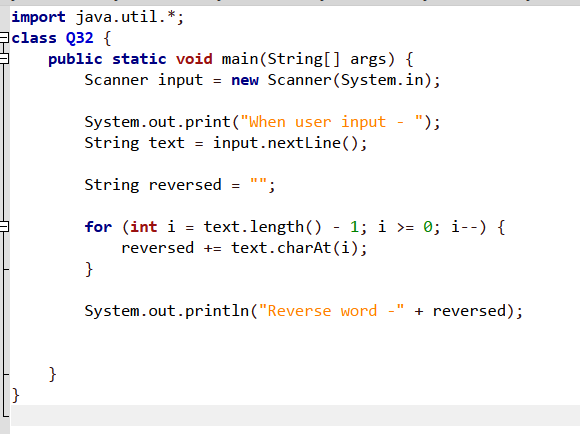 import java.util.*;
class Q32 {
    public static void main(String[] args) {
        Scanner input = new Scanner(System.in);
        System.out.print("When user input - ");
        String text = input.nextLine();
        String reversed = "";
        for (int i = text.length() - 1; i >= 0; i--) {
            reversed += text.charAt(i);
        }
        System.out.println("Reverse word -" + reversed);
    }
}